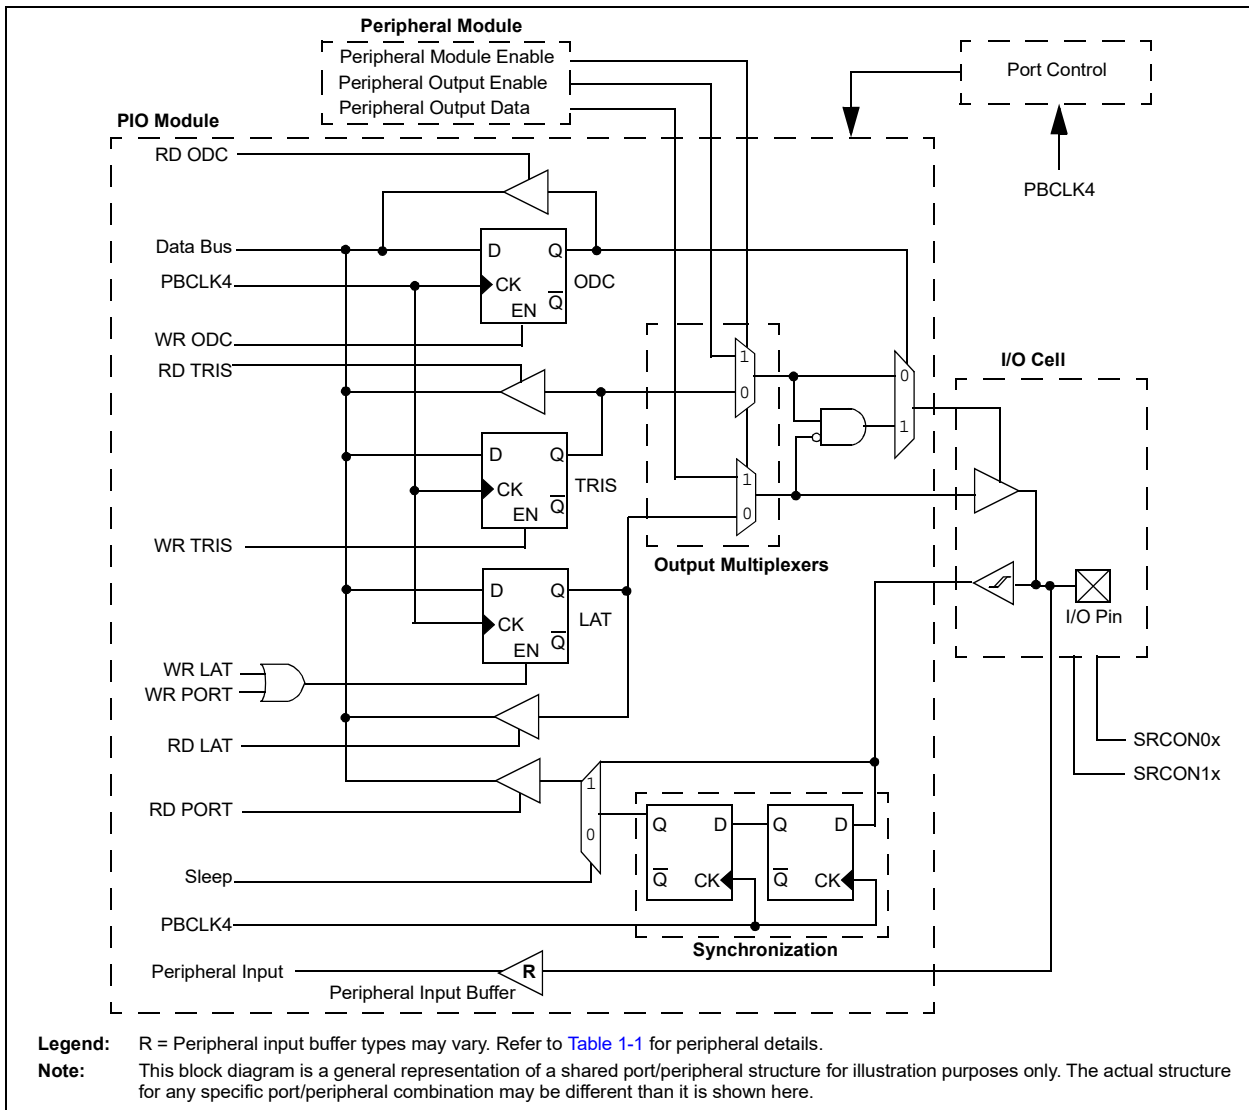 Peripheral Module
Peripheral Module Enable
Peripheral Output Enable
Peripheral Output Data
Port Control
PBCLK4
PIO Module
RD ODC
Data Bus
D Q
PBCLK4
CK
ODC
EN Q
WR ODC
RD TRIS
1
0
0
1
I/O Cell
D Q
CK
TRIS
EN Q
WR TRIS
1
0
Output Multiplexers
D Q
CK
LAT
EN Q
I/O Pin
WR LAT
WR PORT
RD LAT
SRCON0x
SRCON1x
RD PORT
1
0
Q D
Q CK
Q D
Q CK
Sleep
PBCLK4
Synchronization
Peripheral Input
R
Peripheral Input Buffer
Legend: R = Peripheral input buffer types may vary. Refer to Table 1-1 for peripheral details.
Note: This block diagram is a general representation of a shared port/peripheral structure for illustration purposes only. The actual structure
for any specific port/peripheral combination may be different than it is shown here.